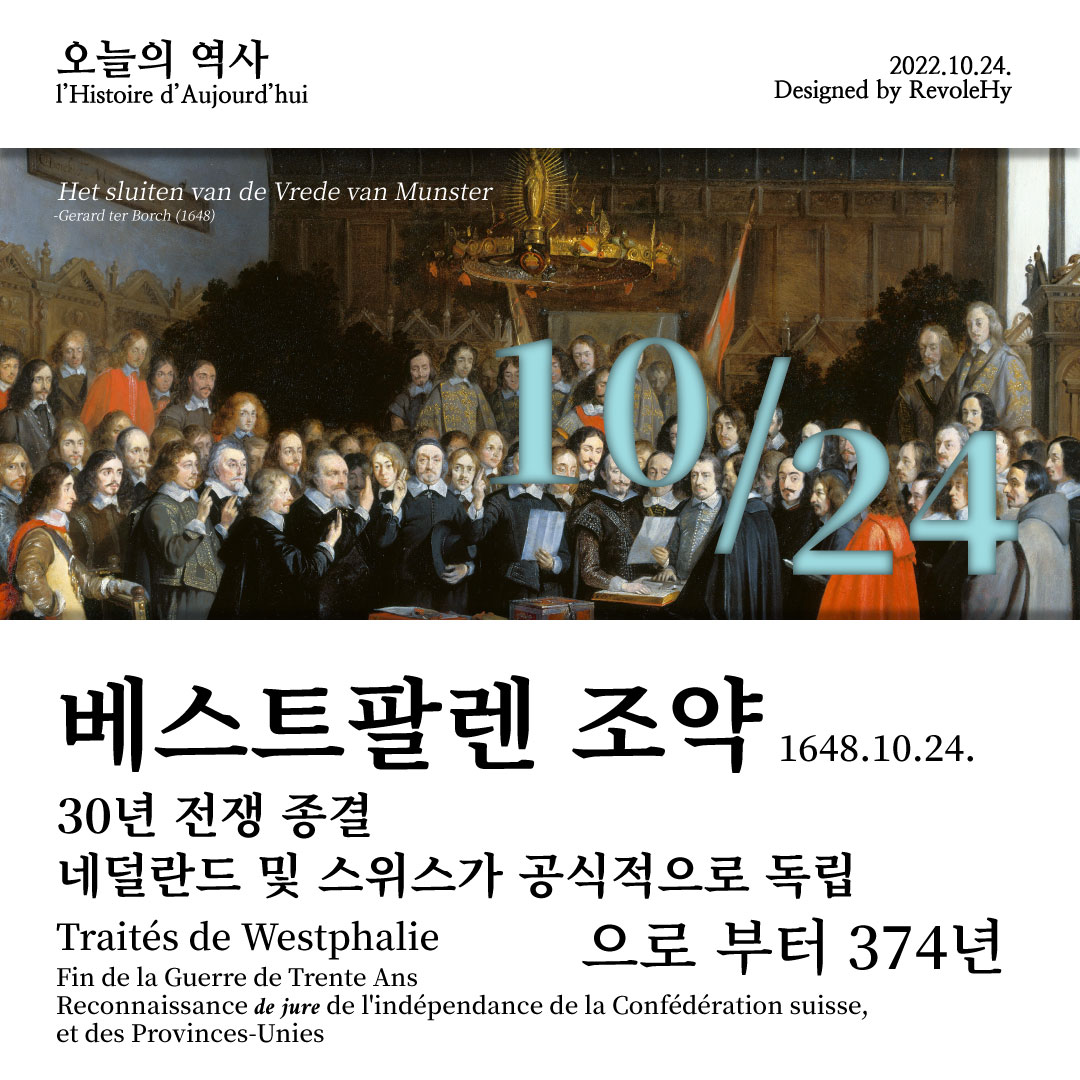 오늘의 역사
l’Histoire d’Aujourd’hui
2022.10.24.
Designed by RevoleHy
Het sluiten van de Vrede van Munster
-Gerard ter Borch (1648)
10/24
베스트팔렌 조약 1648.10.24.
30년 전쟁 종결
네덜란드 및 스위스가 공식적으로 독립
으로 부터 374년
Traités de Westphalie
Fin de la Guerre de Trente Ans
Reconnaissance de jure de l'indépendance de la Confédération suisse,
et des Provinces-Unies